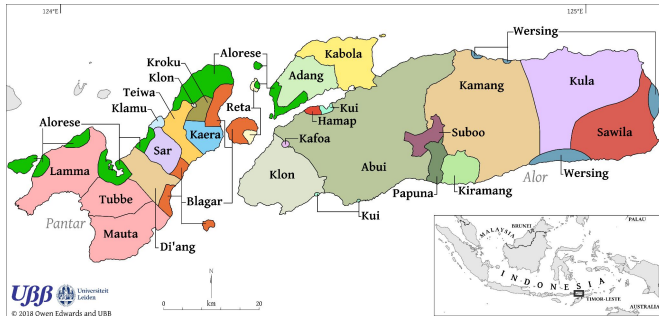 124°E
125°E
Wersing
Alorese
Kabola
Kroku
Klon
Adang
Teiwa
Klamu
Reta
Kamang
Kula
Kui
Hamap
Alorese
Kaera
Suboo
Sawila
Sar
Kafoa
Lamma
Abui
Klon
Wersing
Tubbe
Blagar
Papuna
Kiramang
Alor
Pantar
Kui
Mauta
Di'ang
PALAU
MALAYSIA
BRUNEI
N
INDONESIA
UBB
Universiteit
Leiden
0
km
20
TIMOR-LESTE
AUSTRALIA
© 2018 Owen Edwards and UBB